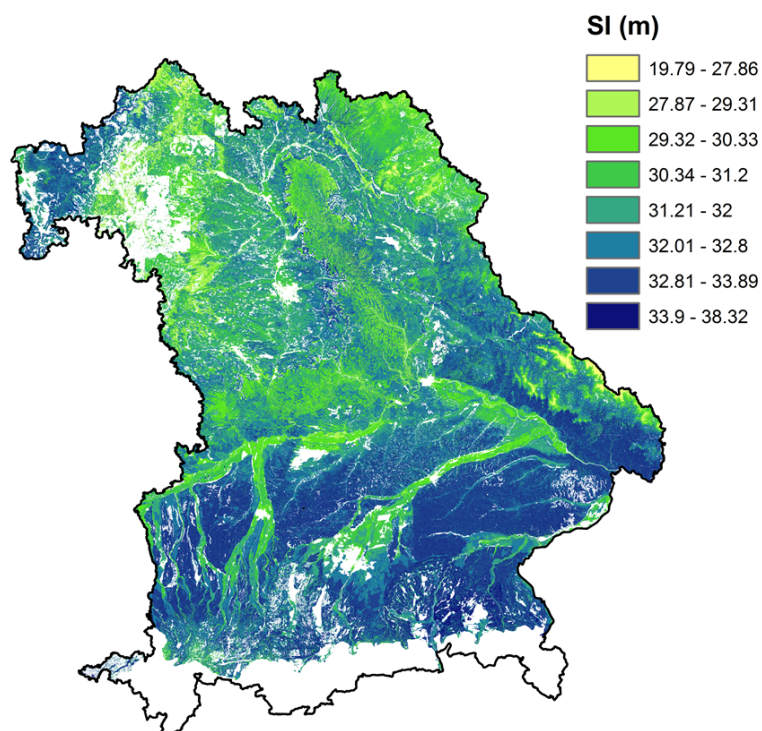 SI (m)
19.79 - 27.86
27.87 - 29.31
29.32 - 30.33
30.34 - 31.2
31.21 - 32
32.01 - 32.8
32.81 - 33.89
33.9 - 38.32